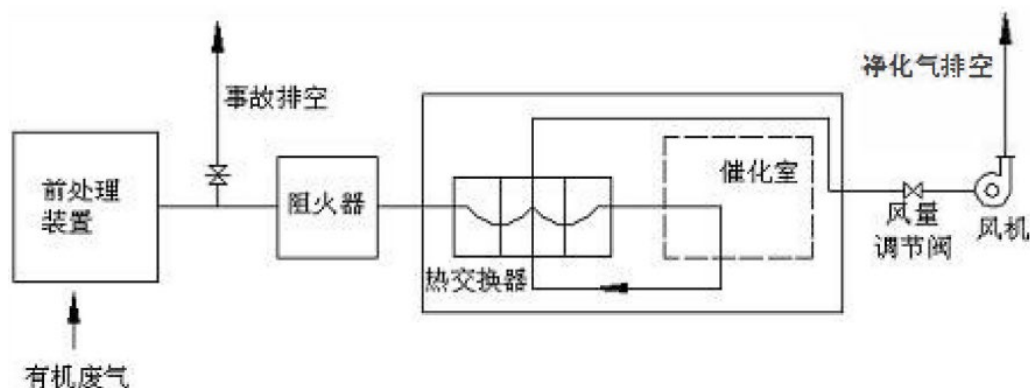 净化气排空
事故排空
前处理
装置
阻火器
催化室
热交换器
风量
调节阀
风机
有机废气